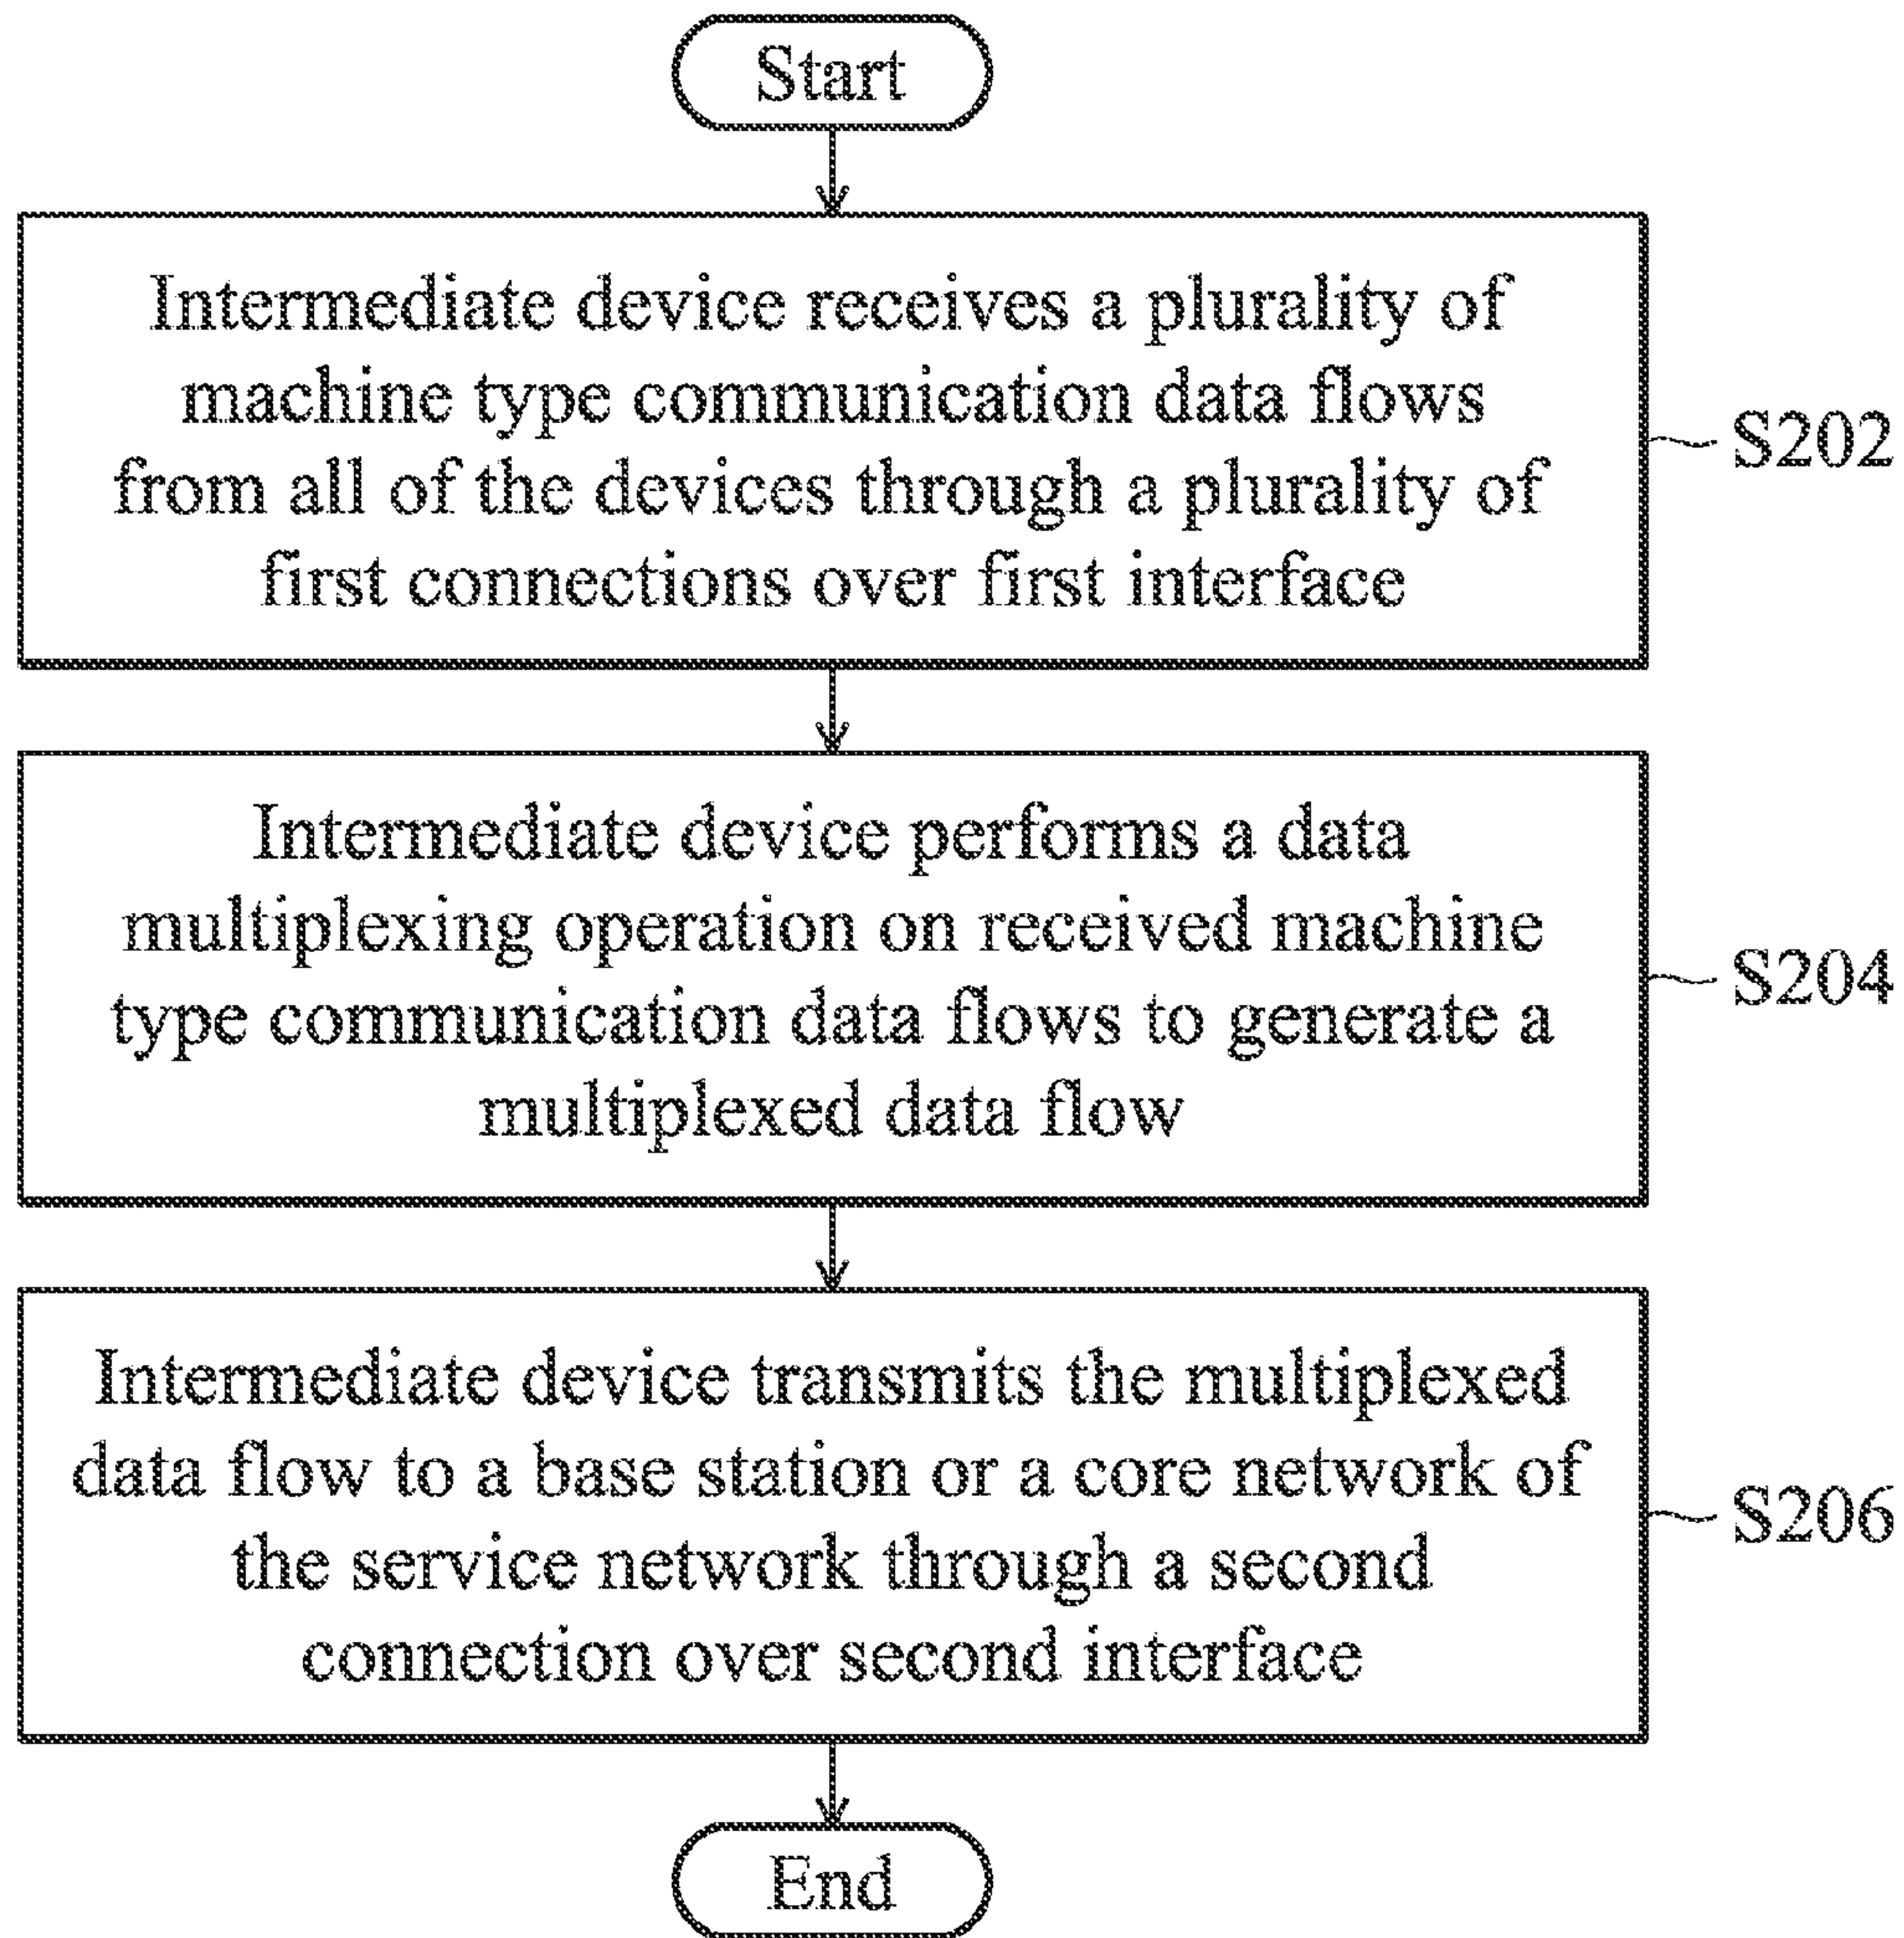 Start
Intermediate device receives a plurality of
machine type communication data flows
from all of the devices through a plurality of
first connections over first interface
S202
Intermediate device performs a data
multiplexing operation on received machine
type communication data flows to generate a
multiplexed data flow
S204
Intermediate device transmits the multiplexed
data flow to a base station or a core network of
the service network through a second
connection over second interface
S206
End